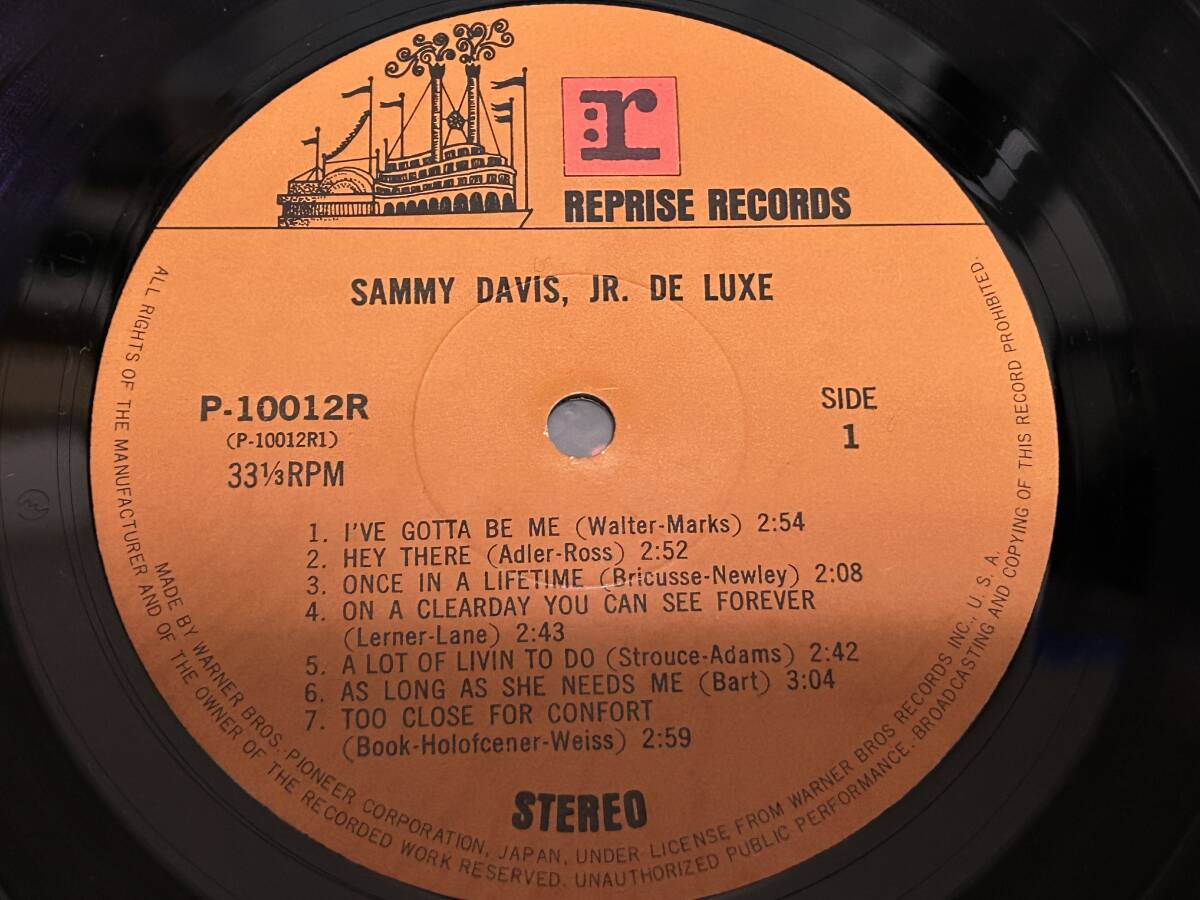 :r
REPRISE RECORDS
SAMMY DAVIS, JR. DE LUXE
P-10012R
(P-10012R1)
33⅓RPM
SIDE
1
1. I'VE GOTTA BE ME (Walter-Marks) 2:54
2. HEY THERE (Adler-Ross) 2:52
3. ONCE IN A LIFETIME (Bricusse-Newley) 2:08
4. ON A CLEARDAY YOU CAN SEE FOREVER
(Lerner-Lane) 2:43
5. A LOT OF LIVIN TO DO (Strouce-Adams) 2:42
6. AS LONG AS SHE NEEDS ME (Bart) 3:04
7. TOO CLOSE FOR CONFORT
(Book-Holofcener-Weiss) 2:59
STEREO
ALL RIGHTS OF THE MANUFACTURER AND OF THE OWNER OF THE RECORDED WORK RESERVED. UNAUTHORIZED PUBLIC PERFORMANCE. BROADCASTING AND COPYING OF THIS RECORD PROHIBITED.
MADE BY WARNER BROS.-PIONEER CORPORATION, JAPAN, UNDER LICENSE FROM WARNER BROS RECORDS INC., U.S.A.